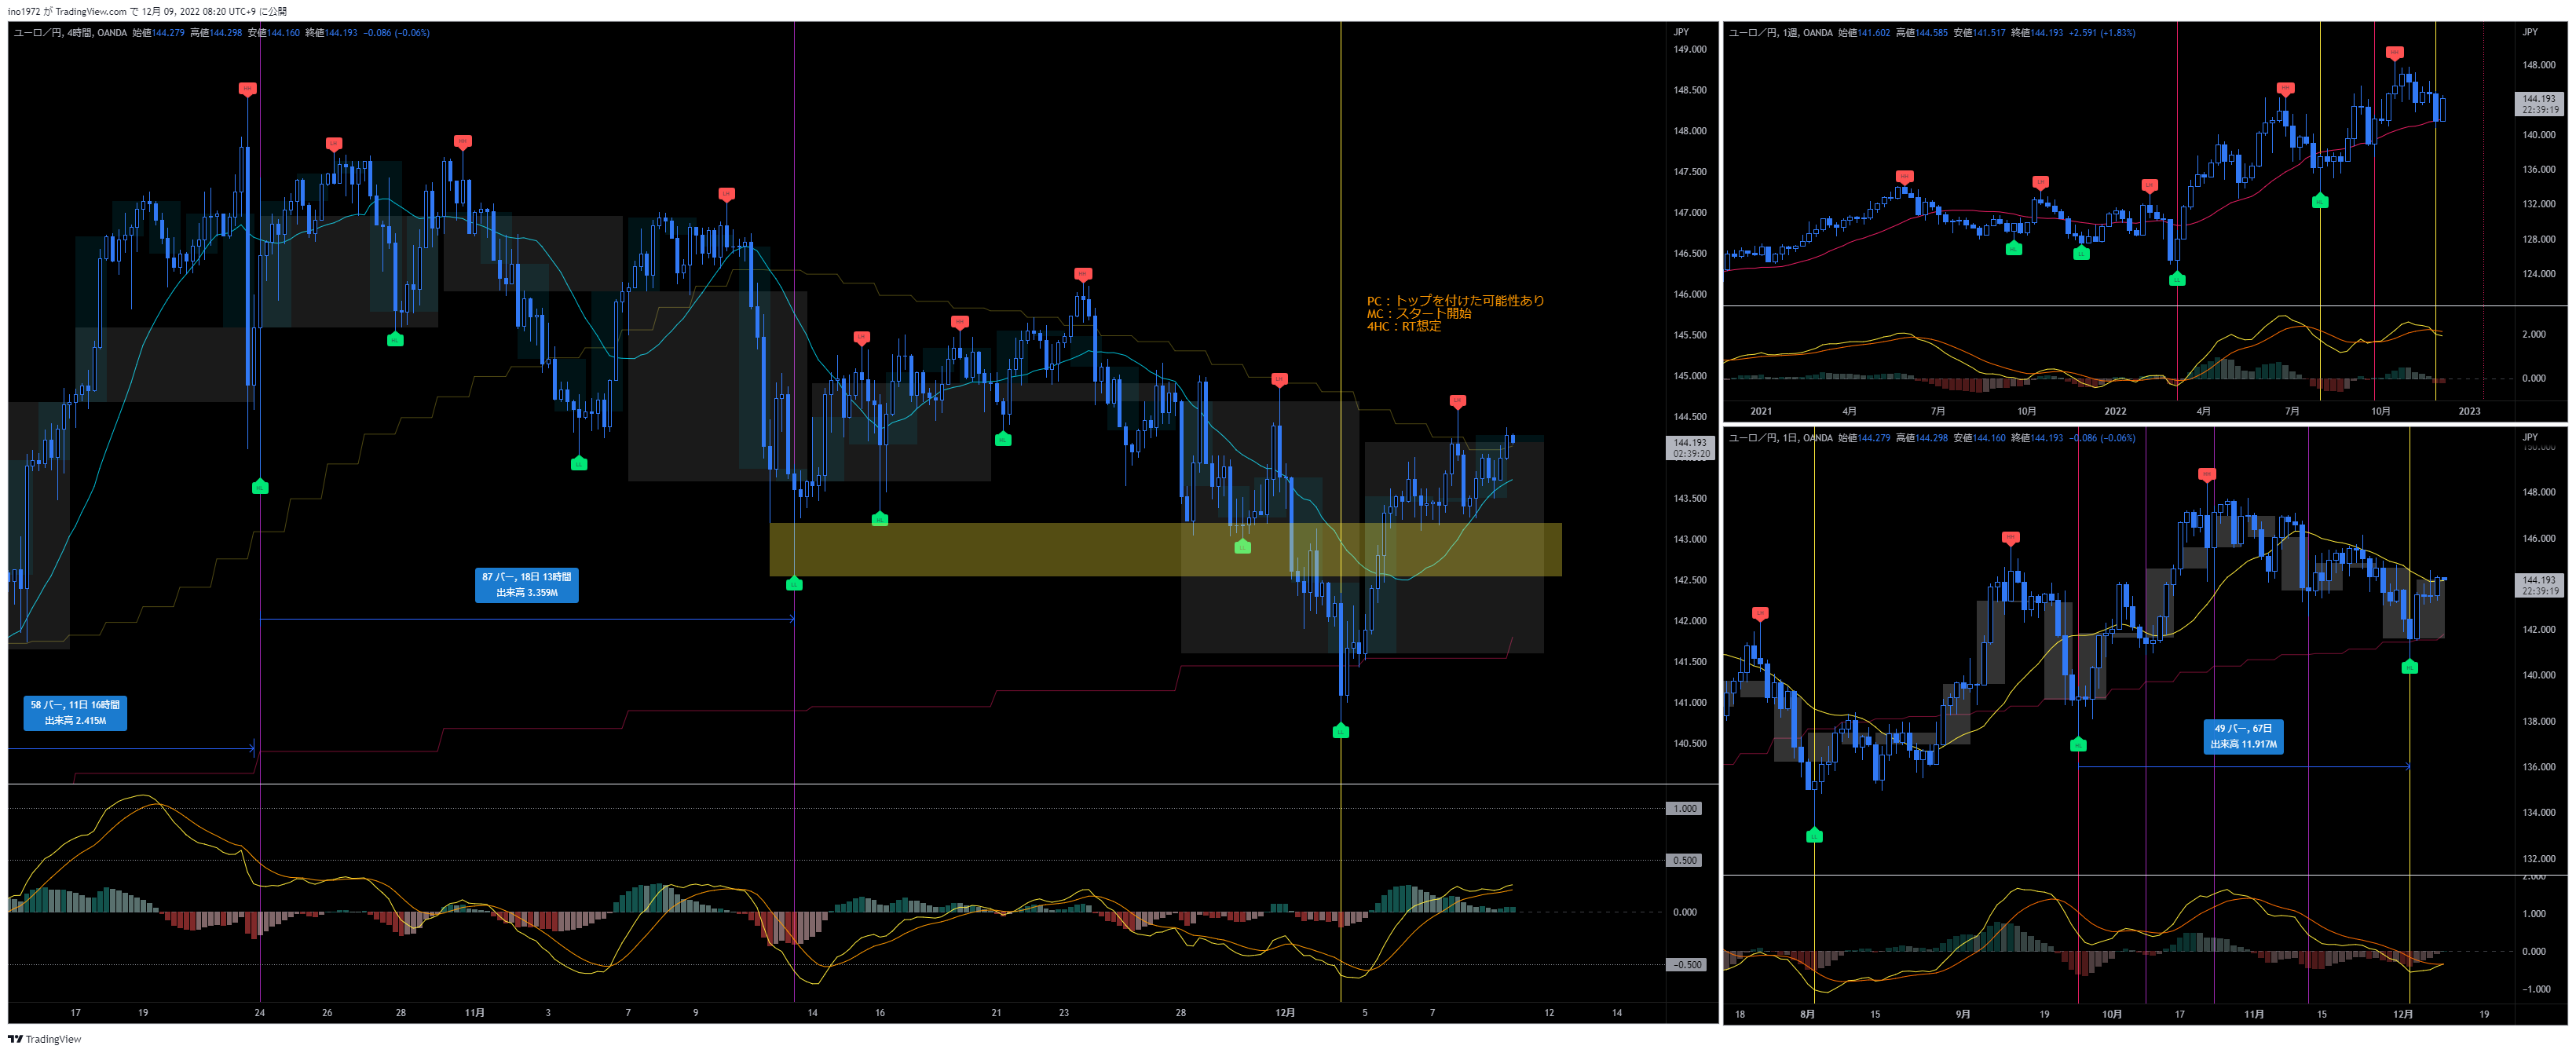 ino1972 が TradingView.com で 12月 09, 2022 08:20 UTC+9 に公開
ユーロ／円, 4時間, OANDA 始値144.279 高値144.298 安値144.160 終値144.193 −0.086 (−0.06%)
JPY
149.000
148.500
148.000
147.500
147.000
146.500
146.000
145.500
145.000
144.500
144.193
02:39:20
143.500
143.000
142.500
142.000
141.500
141.000
140.500
PC：トップを付けた可能性あり
MC：スタート開始
4HC：RT想定
87 バー, 18日 13時間
出来高 3.359M
58 バー, 11日 16時間
出来高 2.415M
1.000
0.500
0.000
−0.500
17 19 24 26 28 11月 3 7 9 14 16 21 23 28 12月 5 7 12 14
ユーロ／円, 1週, OANDA 始値141.602 高値144.585 安値141.517 終値144.193 +2.591 (+1.83%)
JPY
148.000
144.193
22:39:19
140.000
136.000
132.000
128.000
124.000
2.000
0.000
2021 4月 7月 10月 2022 4月 7月 10月 2023
ユーロ／円, 1日, OANDA 始値144.279 高値144.298 安値144.160 終値144.193 −0.086 (−0.06%)
JPY
148.000
146.000
144.193
22:39:19
142.000
140.000
138.000
136.000
134.000
132.000
49 バー, 67日
出来高 11.917M
2.000
1.000
0.000
−1.000
18 8月 15 9月 19 10月 17 11月 15 12月 19
TradingView